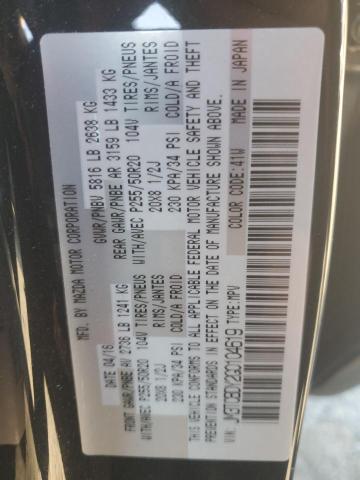 MFD. BY MAZDA MOTOR CORPORATION
DATE: 04/16 GVWR/PNBV 5816 LB 2638 KG
FRONT GAWR/PNBE AV 2736 LB 1241 KG REAR GAWR/PNBE AR 3159 LB 1433 KG
WITH/AVEC P255/50R20 104V TIRES/PNEUS WITH/AVEC P255/50R20 104V TIRES/PNEUS
20X8 1/2J RIMS/JANTES 20X8 1/2J RIMS/JANTES
230 KPA/34 PSI COLD/A FROID 230 KPA/34 PSI COLD/A FROID
THIS VEHICLE CONFORMS TO ALL APPLICABLE FEDERAL MOTOR VEHICLE SAFETY AND THEFT
PREVENTION STANDARDS IN EFFECT ON THE DATE OF MANUFACTURE SHOWN ABOVE.
VIN: TYPE: MPV COLOR CODE: 41W MADE IN JAPAN